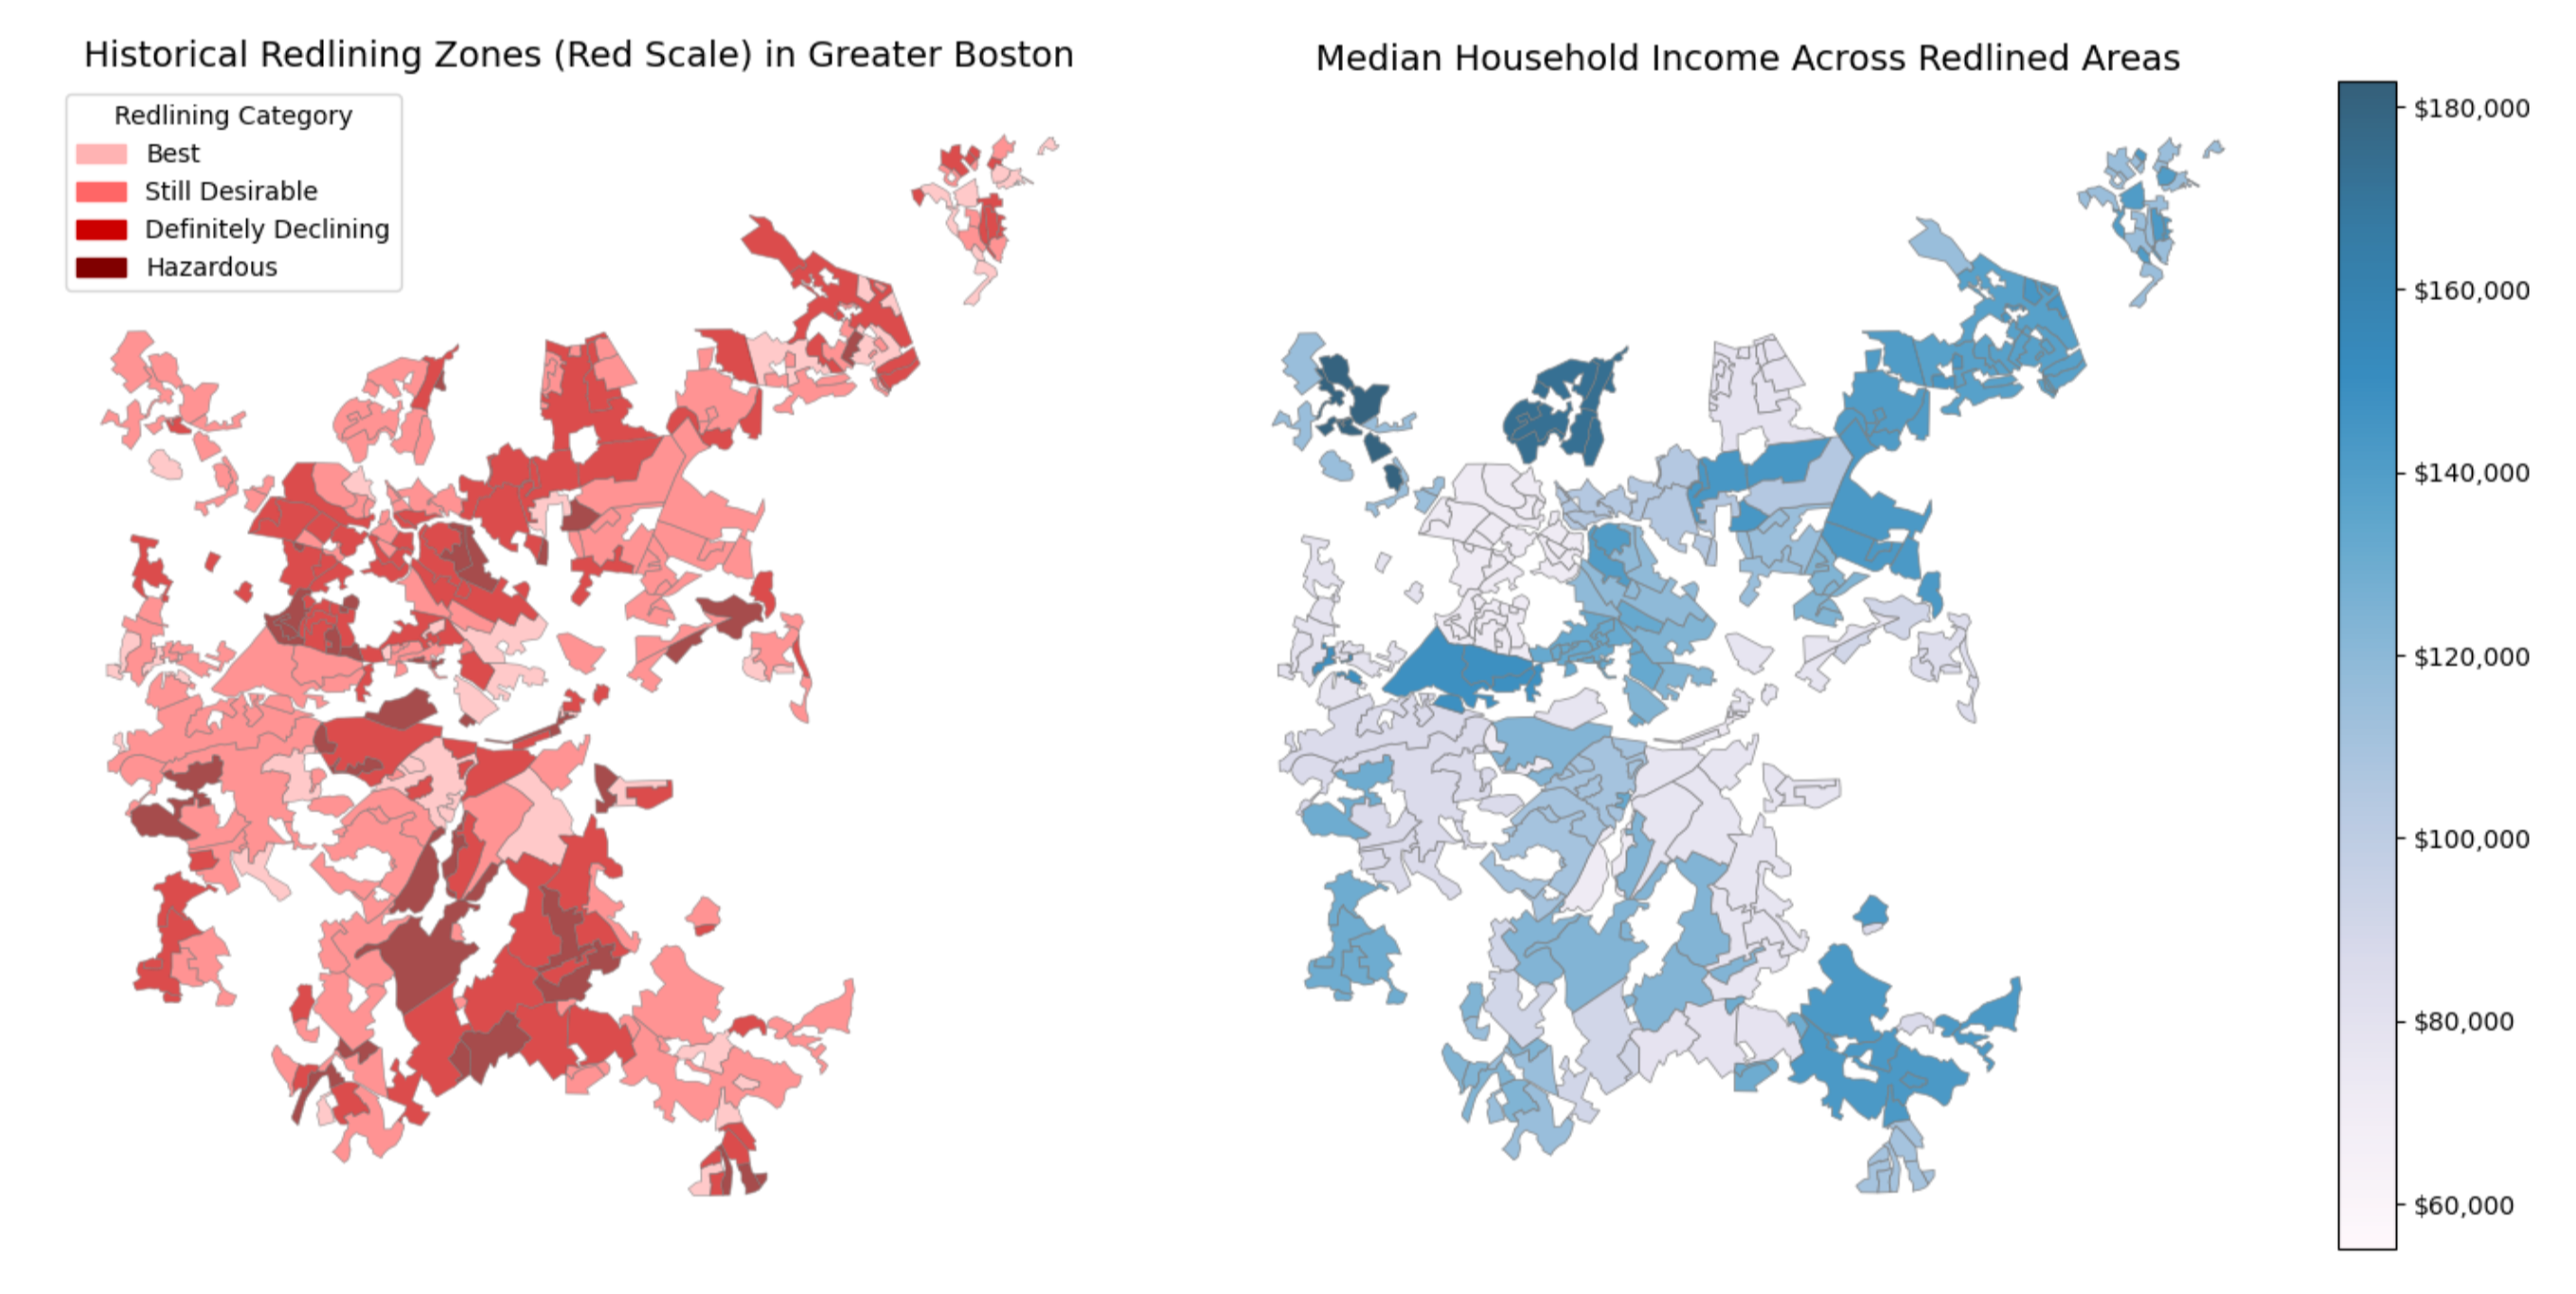 Historical Redlining Zones (Red Scale) in Greater Boston
Redlining Category
Best
Still Desirable
Definitely Declining
Hazardous
Median Household Income Across Redlined Areas
$180,000
$160,000
$140,000
$120,000
$100,000
$80,000
$60,000